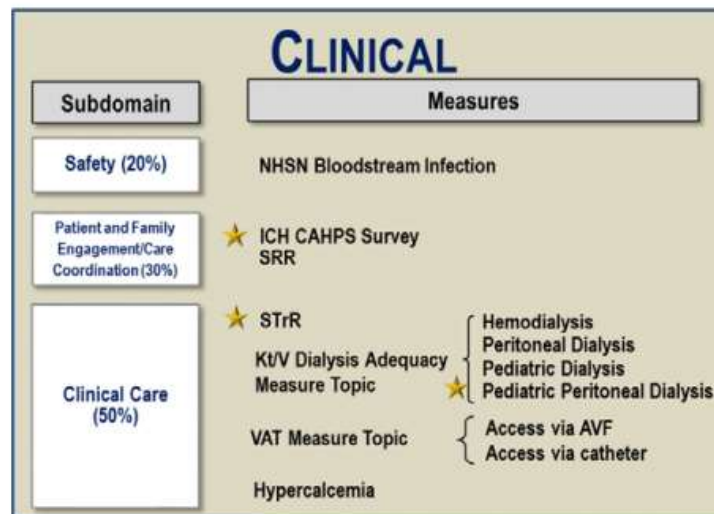 CLINICAL
Subdomain
Measures
Safety (20%)
NHSN Bloodstream Infection
Patient and Family
Engagement/Care
Coordination (30%)
ICH CAHPS Survey
SRR
Clinical Care
(50%)
STrR
Kt/V Dialysis Adequacy
Measure Topic
Hemodialysis
Peritoneal Dialysis
Pediatric Dialysis
Pediatric Peritoneal Dialysis
VAT Measure Topic
Access via AVF
Access via catheter
Hypercalcemia